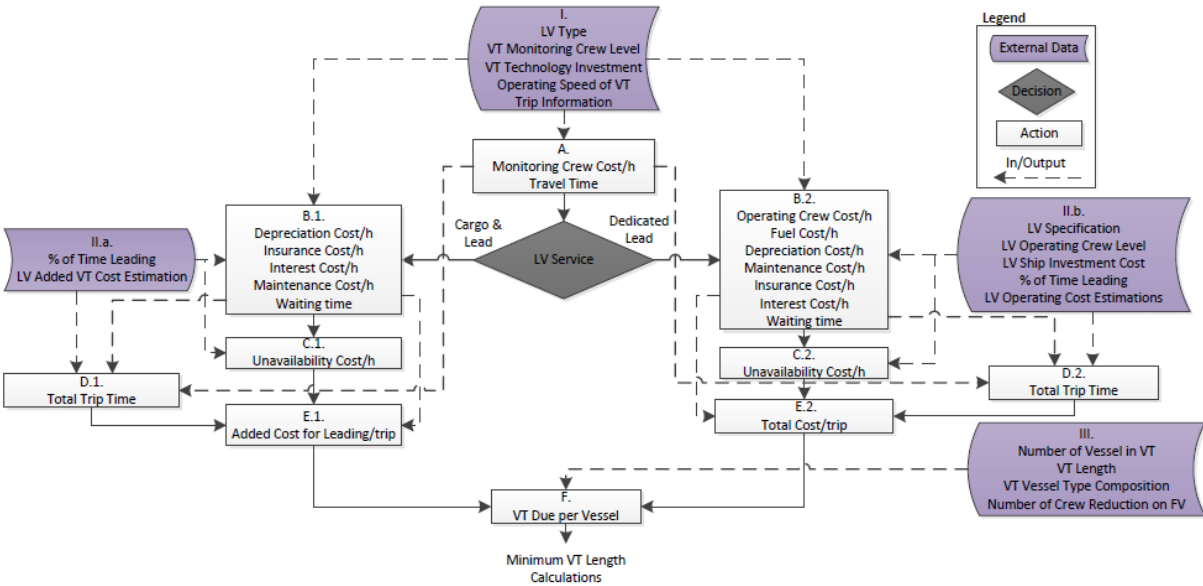 I.
LV Type
VT Monitoring Crew Level
VT Technology Investment
Operating Speed of VT
Trip Information
Legend
External Data
Decision
Action
In/Output
A.
Monitoring Crew Cost/h
Travel Time
B.1.
Depreciation Cost/h
Insurance Cost/h
Interest Cost/h
Maintenance Cost/h
Waiting time
Cargo &
Lead
LV Service
Dedicated
Lead
B.2.
Operating Crew Cost/h
Fuel Cost/h
Depreciation Cost/h
Maintenance Cost/h
Insurance Cost/h
Interest Cost/h
Waiting time
II.a.
% of Time Leading
LV Added VT Cost Estimation
II.b.
LV Specification
LV Operating Crew Level
LV Ship Investment Cost
% of Time Leading
LV Operating Cost Estimations
C.1.
Unavailability Cost/h
C.2.
Unavailability Cost/h
D.1.
Total Trip Time
D.2.
Total Trip Time
E.1.
Added Cost for Leading/trip
E.2.
Total Cost/trip
III.
Number of Vessel in VT
VT Length
VT Vessel Type Composition
Number of Crew Reduction on FV
F.
VT Due per Vessel
Minimum VT Length
Calculations